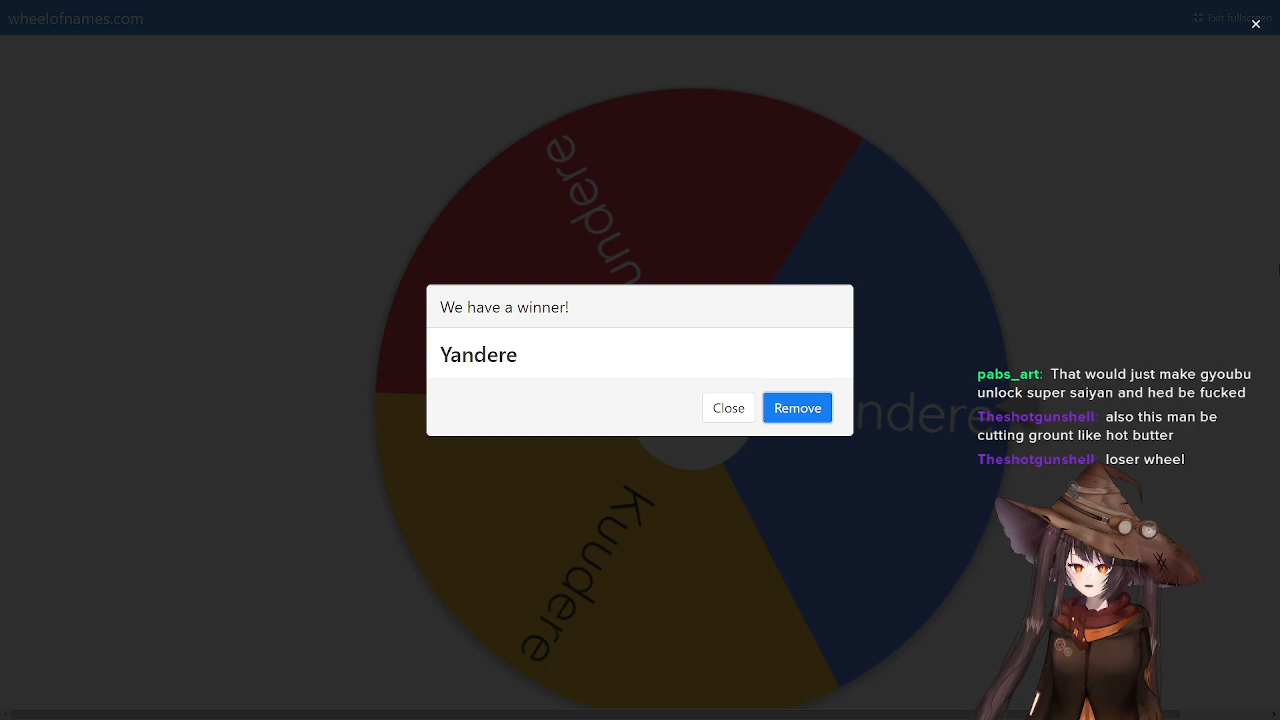 wheelofnames.com
Exit fullscreen
We have a winner!
Yandere
Close
Remove
undere
ndere
Kuudere
pabs_art: That would just make gyoubu
unlock super saiyan and hed be fucked
Theshotgunshell: also this man be
cutting grount like hot butter
Theshotgunshell: loser wheel